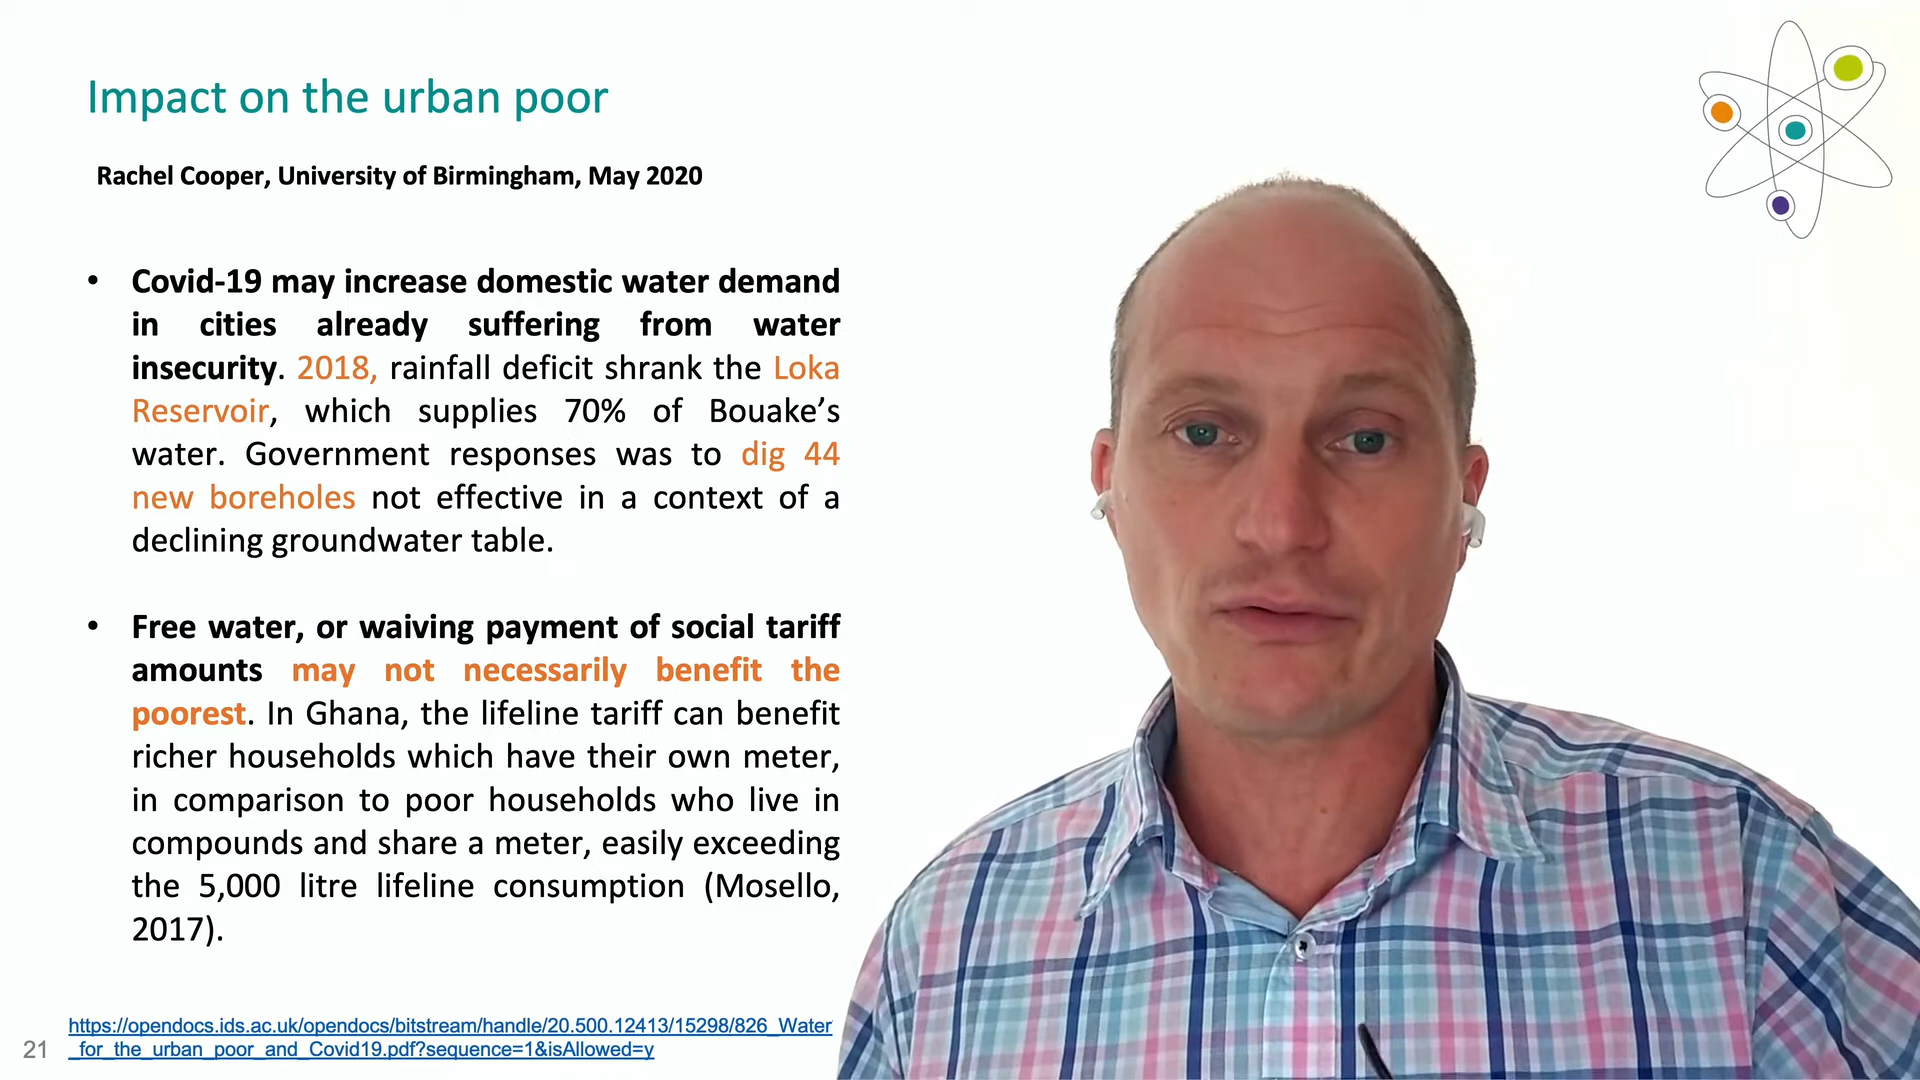 Impact on the urban poor
Rachel Cooper, University of Birmingham, May 2020
• Covid-19 may increase domestic water demand
in cities already suffering from water
insecurity. 2018, rainfall deficit shrank the Loka
Reservoir, which supplies 70% of Bouake’s
water. Government responses was to dig 44
new boreholes not effective in a context of a
declining groundwater table.
• Free water, or waiving payment of social tariff
amounts may not necessarily benefit the
poorest. In Ghana, the lifeline tariff can benefit
richer households which have their own meter,
in comparison to poor households who live in
compounds and share a meter, easily exceeding
the 5,000 litre lifeline consumption (Mosello,
2017).
https://opendocs.ids.ac.uk/opendocs/bitstream/handle/20.500.12413/15298/826_Water
_for_the_urban_poor_and_Covid19.pdf?sequence=1&isAllowed=y
21